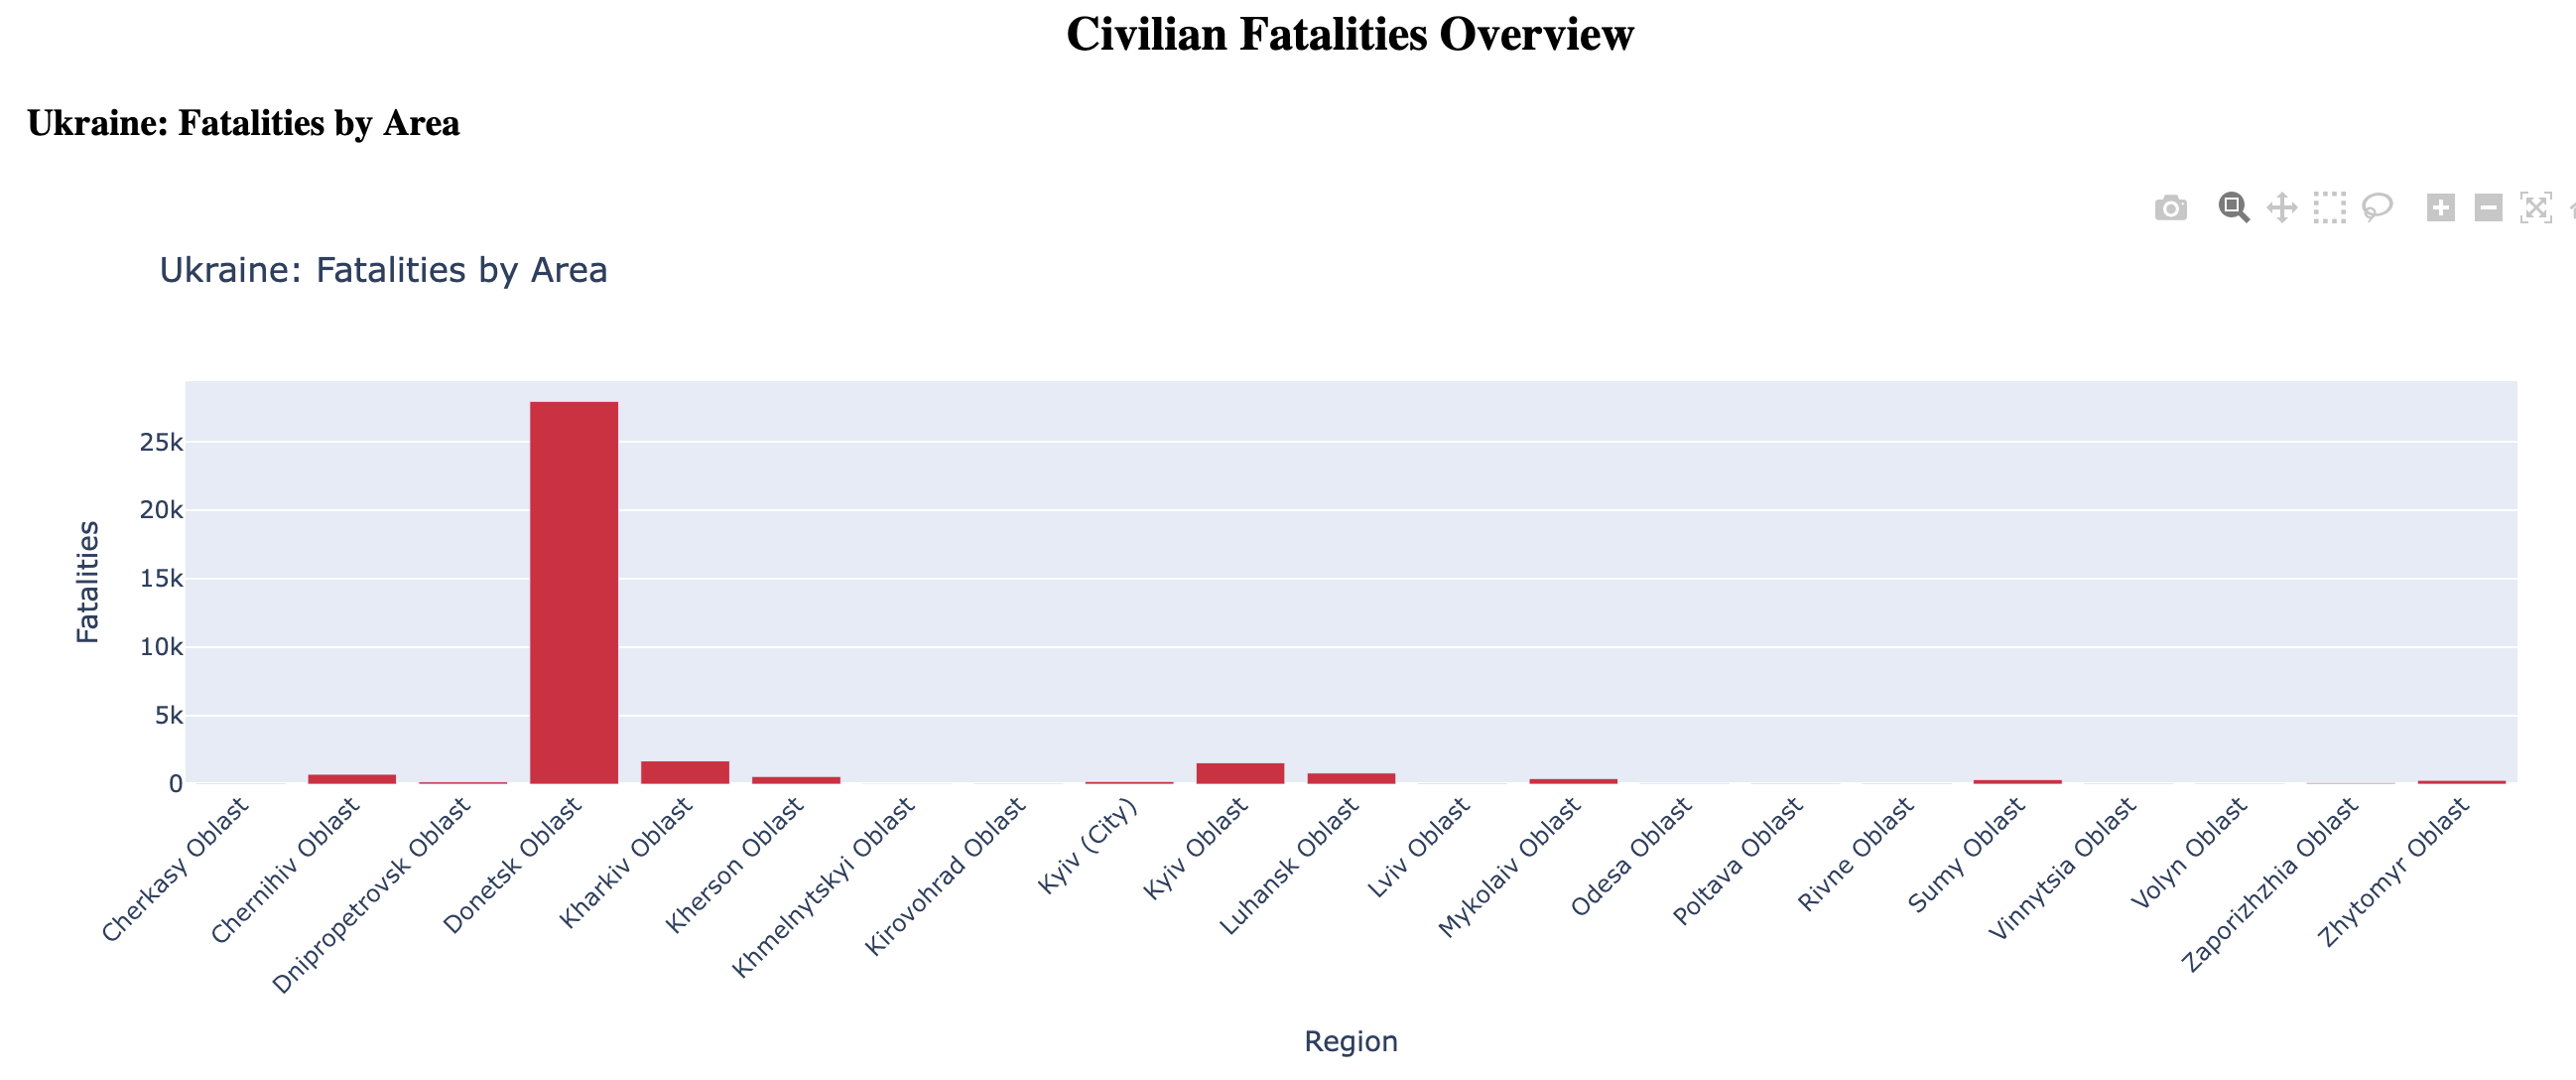 Civilian Fatalities Overview
Ukraine: Fatalities by Area
Ukraine: Fatalities by Area
Fatalities
25k
20k
15k
10k
5k
0
Cherkasy Oblast
Chernihiv Oblast
Dnipropetrovsk Oblast
Donetsk Oblast
Kharkiv Oblast
Kherson Oblast
Khmelnytskyi Oblast
Kirovohrad Oblast
Kyiv (City)
Kyiv Oblast
Luhansk Oblast
Lviv Oblast
Mykolaiv Oblast
Odesa Oblast
Poltava Oblast
Rivne Oblast
Sumy Oblast
Vinnytsia Oblast
Volyn Oblast
Zaporizhzhia Oblast
Zhytomyr Oblast
Region